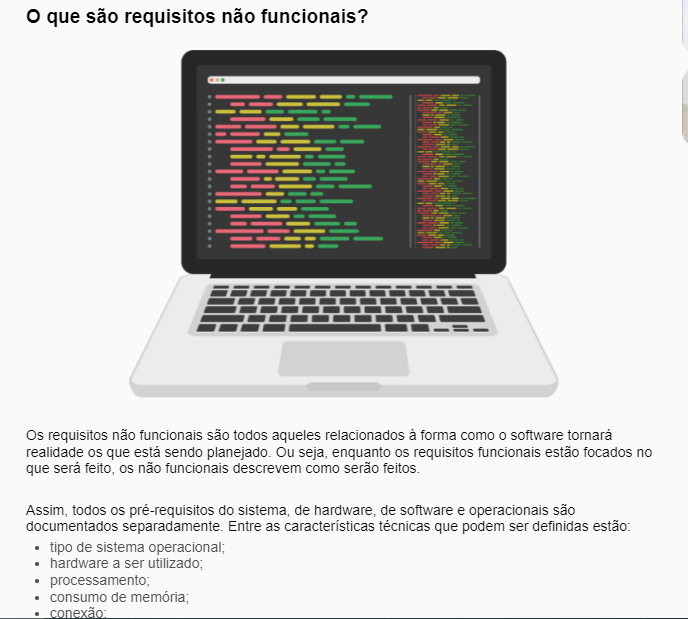 O que são requisitos não funcionais?
Os requisitos não funcionais são todos aqueles relacionados à forma como o software tornará
realidade os que está sendo planejado. Ou seja, enquanto os requisitos funcionais estão focados no
que será feito, os não funcionais descrevem como serão feitos.
Assim, todos os pré-requisitos do sistema, de hardware, de software e operacionais são
documentados separadamente. Entre as características técnicas que podem ser definidas estão:
• tipo de sistema operacional;
• hardware a ser utilizado;
• processamento;
• consumo de memória;
• conexão;